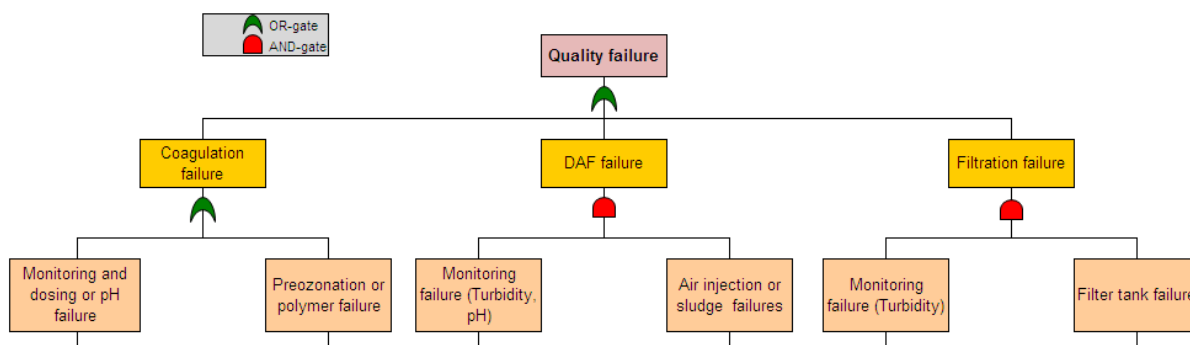 OR-gate
AND-gate
Quality failure
Coagulation
failure
DAF failure
Filtration failure
Monitoring and
dosing or pH
failure
Preozonation or
polymer failure
Monitoring
failure (Turbidity,
pH)
Air injection or
sludge failures
Monitoring
failure (Turbidity)
Filter tank failure